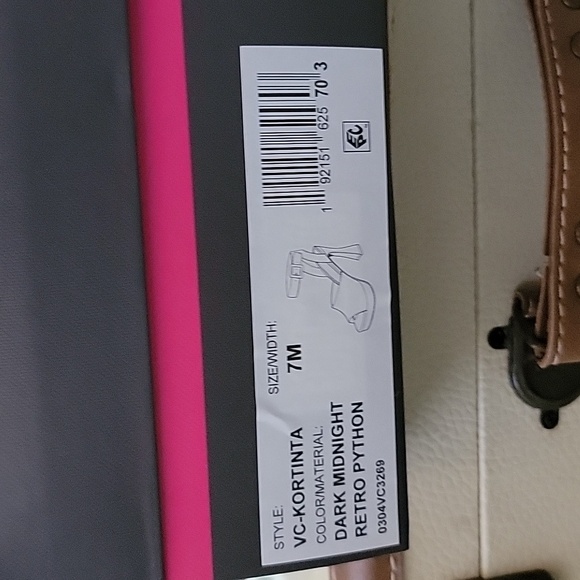 STYLE:
VC-KORTINTA
SIZE/WIDTH:
7M
COLOR/MATERIAL:
DARK MIDNIGHT
RETRO PYTHON
0304VC3269
1 92151 625 70 3